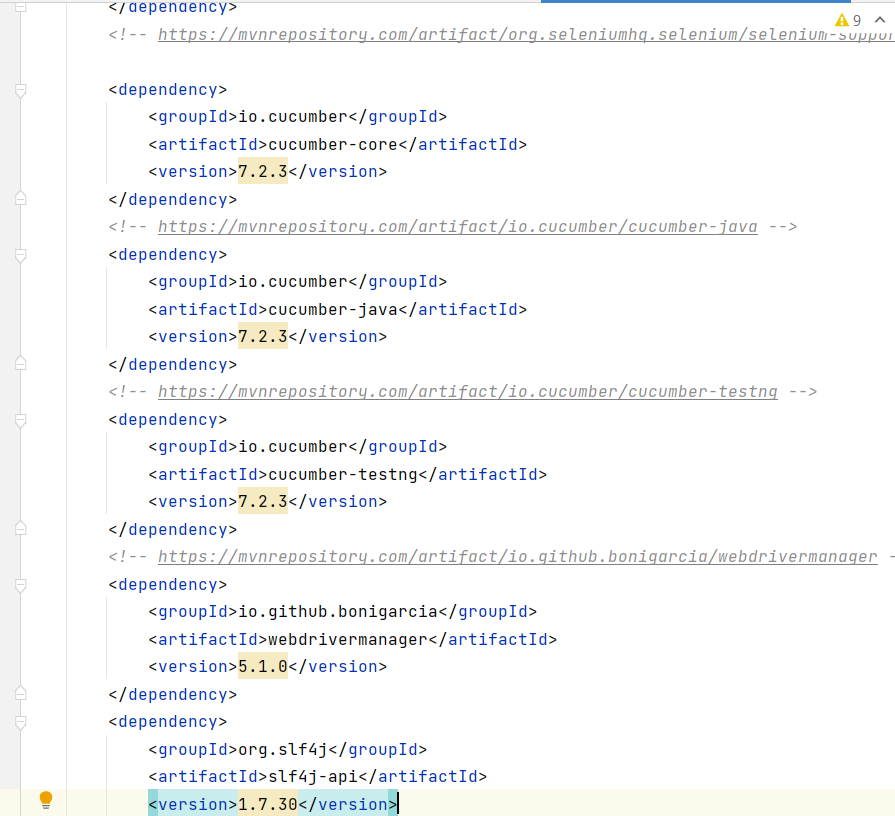 </dependency>
9
<!-- https://mvnrepository.com/artifact/org.seleniumhq.selenium/selenium-suppor
<dependency>
<groupId>io.cucumber</groupId>
<artifactId>cucumber-core</artifactId>
<version>7.2.3</version>
</dependency>
<!-- https://mvnrepository.com/artifact/io.cucumber/cucumber-java -->
<dependency>
<groupId>io.cucumber</groupId>
<artifactId>cucumber-java</artifactId>
<version>7.2.3</version>
</dependency>
<!-- https://mvnrepository.com/artifact/io.cucumber/cucumber-testng -->
<dependency>
<groupId>io.cucumber</groupId>
<artifactId>cucumber-testng</artifactId>
<version>7.2.3</version>
</dependency>
<!-- https://mvnrepository.com/artifact/io.github.bonigarcia/webdrivermanager -
<dependency>
<groupId>io.github.bonigarcia</groupId>
<artifactId>webdrivermanager</artifactId>
<version>5.1.0</version>
</dependency>
<dependency>
<groupId>org.slf4j</groupId>
<artifactId>slf4j-api</artifactId>
<version>1.7.30</version>